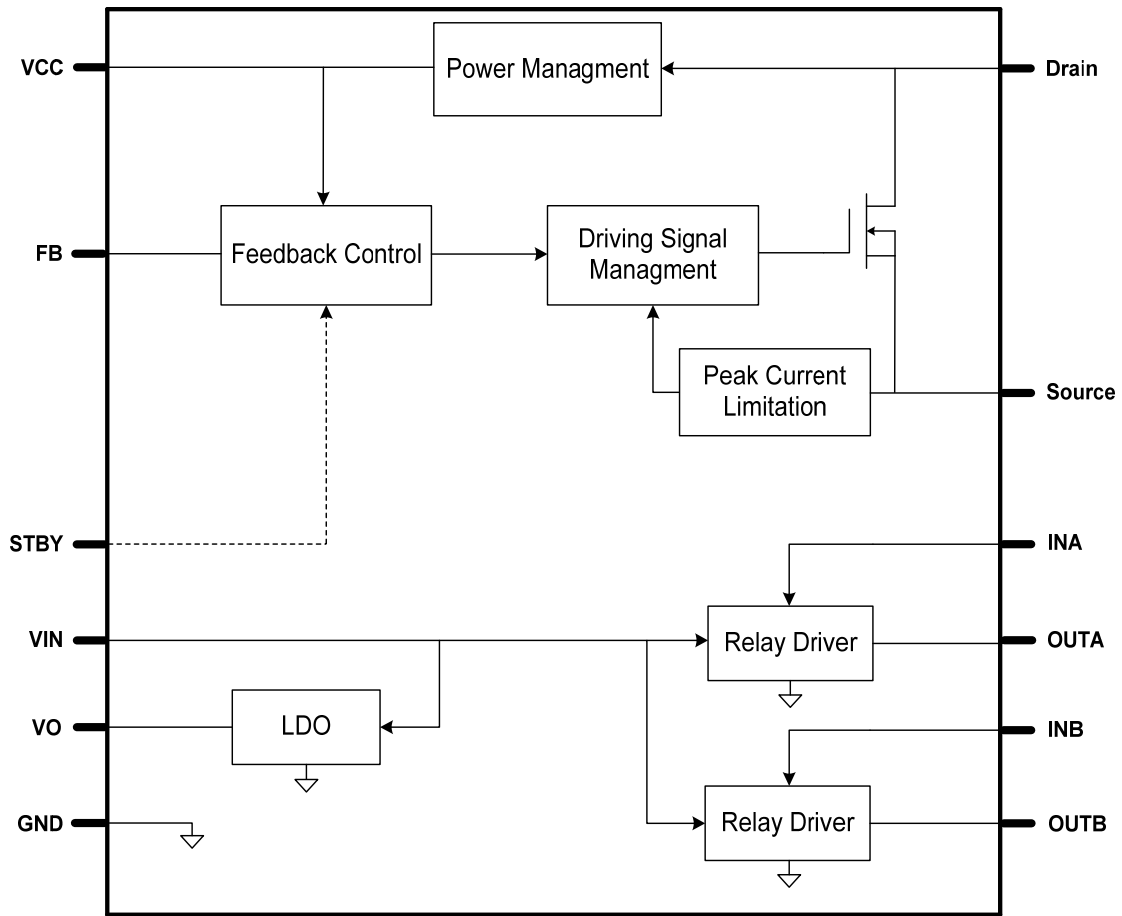 VCC
Power Managment
Drain
FB
Feedback Control
Driving Signal
Managment
Peak Current
Limitation
Source
STBY
INA
VIN
Relay Driver
OUTA
VO
LDO
INB
GND
Relay Driver
OUTB